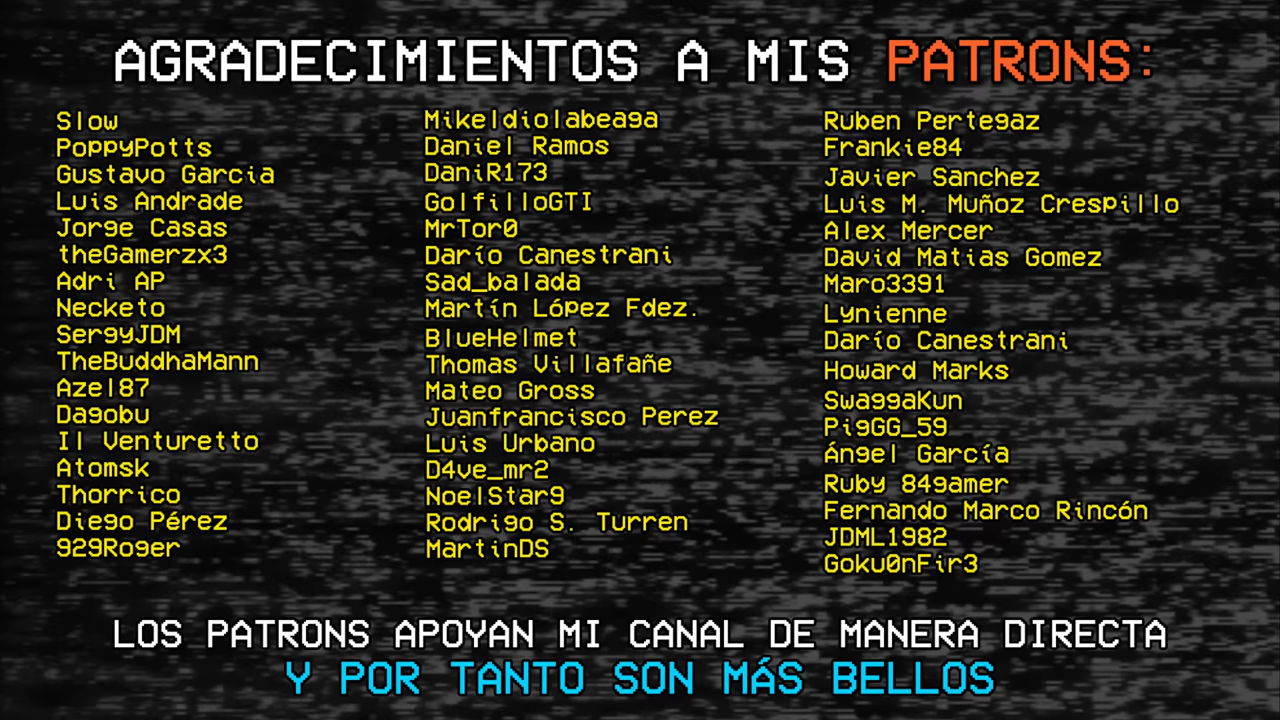 AGRADECIMIENTOS A MIS PATRONS:
Slow
PoppyPotts
Gustavo Garcia
Luis Andrade
Jorge Casas
theGamerzx3
Adri AP
Necketo
SergyJDM
TheBuddhaMann
Azel87
Dagobu
Il Venturetto
Atomsk
Thorrico
Diego Pérez
929Roger
Mikeldiolabeaga
Daniel Ramos
DaniR173
GolfilloGTI
MrTor0
Darío Canestrani
Sad_balada
Martín López Fdez.
BlueHelmet
Thomas Villafañe
Mateo Gross
Juanfrancisco Perez
Luis Urbano
D4ve_mr2
NoelStar9
Rodrigo S. Turren
MartinDS
Ruben Pertegaz
Frankie84
Javier Sanchez
Luis M. Muñoz Crespillo
Alex Mercer
David Matias Gomez
Maro3391
Lynienne
Darío Canestrani
Howard Marks
SwaggaKun
PigGG_59
Ángel García
Ruby 84gamer
Fernando Marco Rincón
JDML1982
Goku0nFir3
LOS PATRONS APOYAN MI CANAL DE MANERA DIRECTA
Y POR TANTO SON MÁS BELLOS